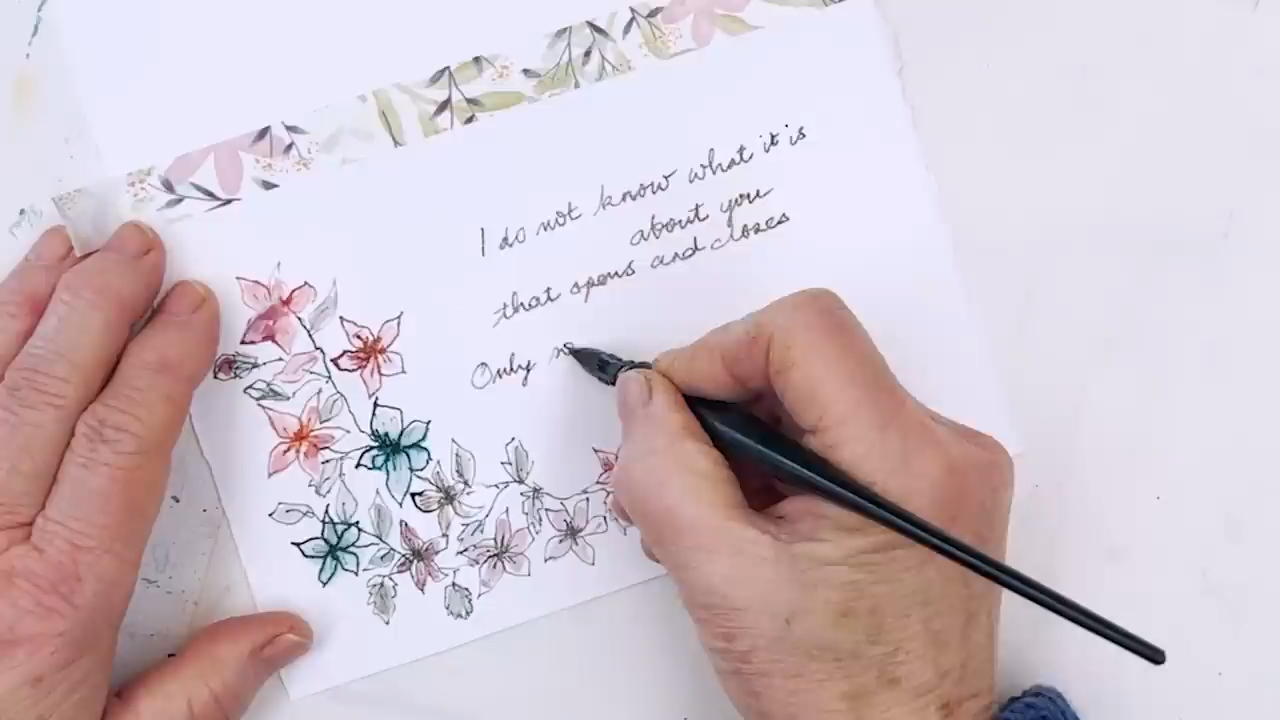 I do not know what it is
about you
that opens and closes
Only